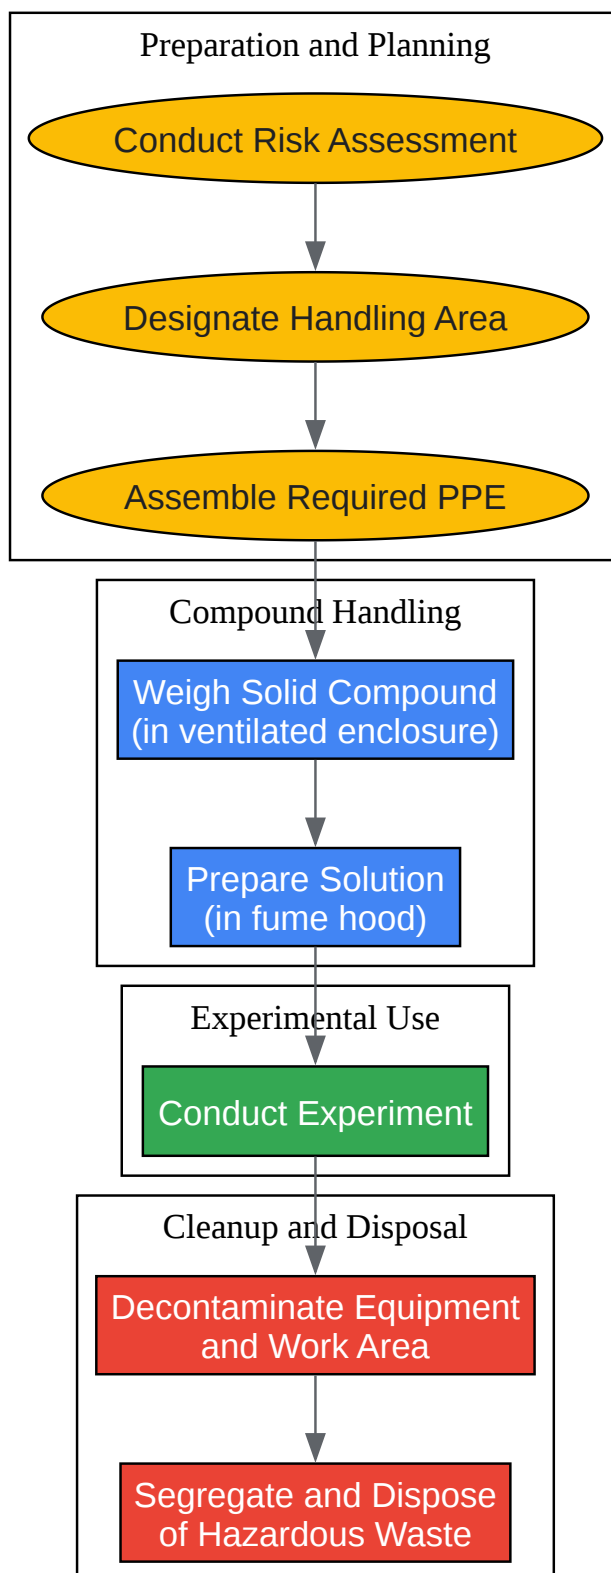 Preparation and Planning
Conduct Risk Assessment
Designate Handling Area
Assemble Required PPE
Compound Handling
Weigh Solid Compound
(in ventilated enclosure)
Prepare Solution
(in fume hood)
Experimental Use
Conduct Experiment
Cleanup and Disposal
Decontaminate Equipment
and Work Area
Segregate and Dispose
of Hazardous Waste